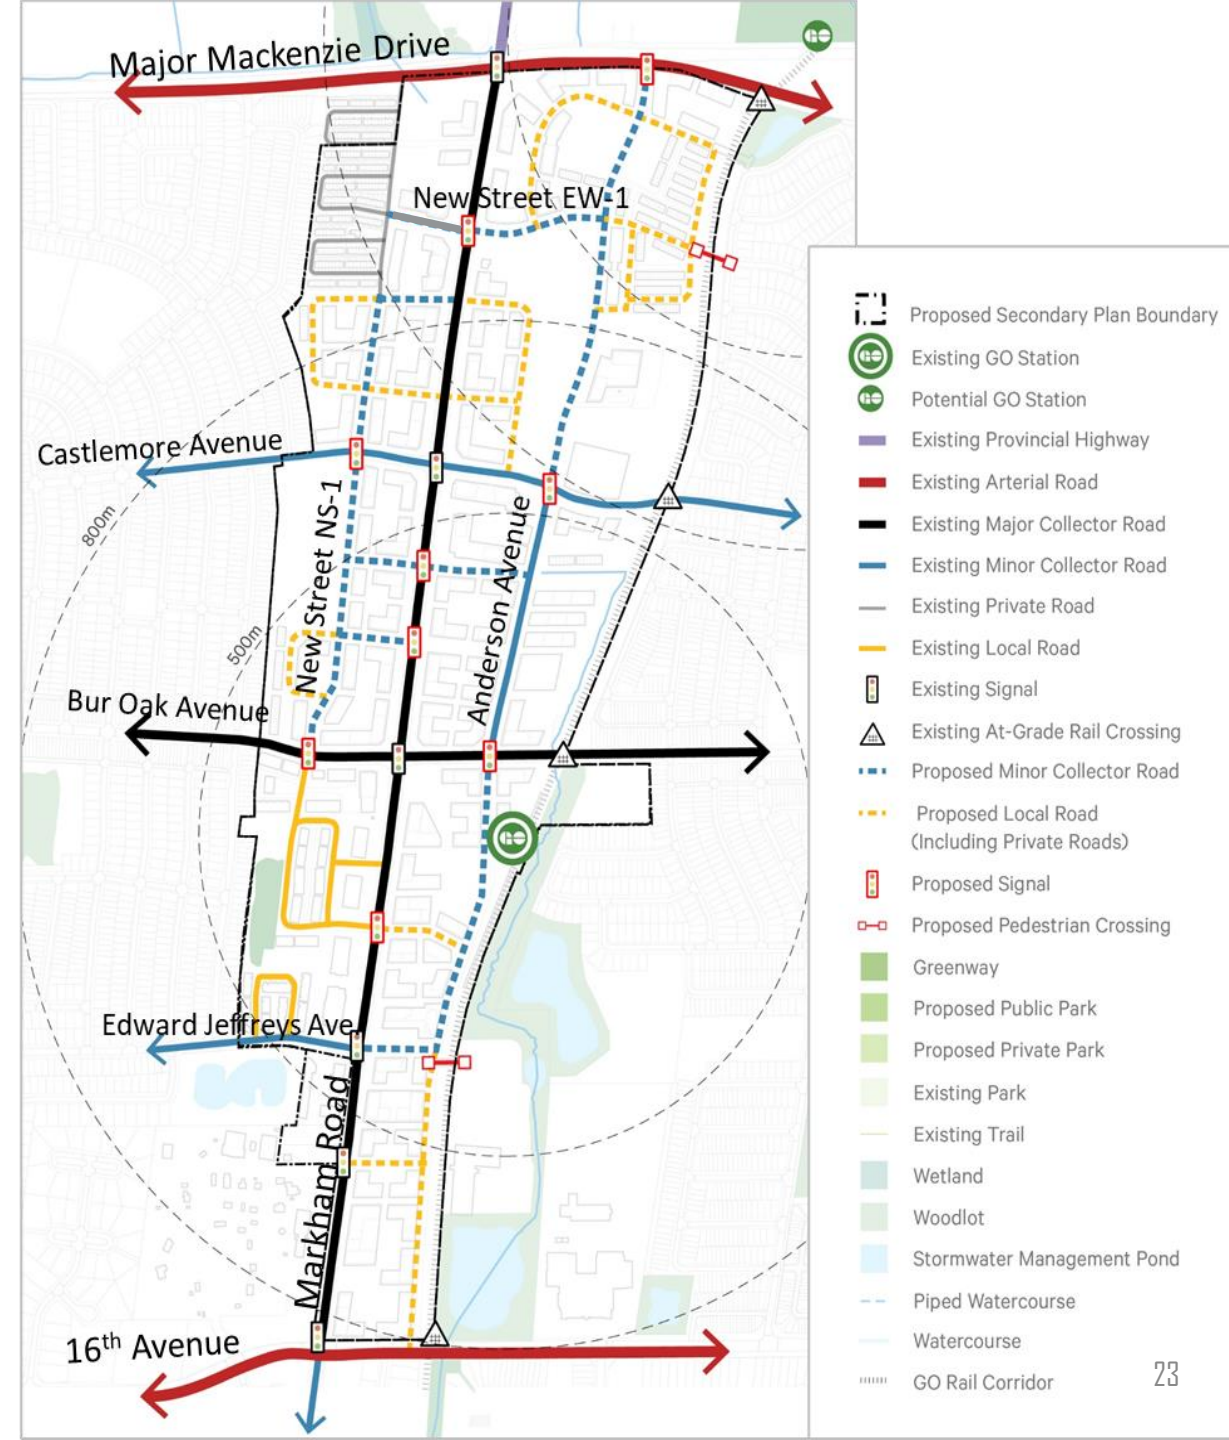 Major Mackenzie Drive
New Street EW-1
Castlemore Avenue
800m
New Street NS-1
Anderson Avenue
500m
Bur Oak Avenue
Edward Jeffreys Ave
Markham Road
16th Avenue
Proposed Secondary Plan Boundary
Existing GO Station
Potential GO Station
Existing Provincial Highway
Existing Arterial Road
Existing Major Collector Road
Existing Minor Collector Road
Existing Private Road
Existing Local Road
Existing Signal
Existing At-Grade Rail Crossing
Proposed Minor Collector Road
Proposed Local Road
(Including Private Roads)
Proposed Signal
Proposed Pedestrian Crossing
Greenway
Proposed Public Park
Proposed Private Park
Existing Park
Existing Trail
Wetland
Woodlot
Stormwater Management Pond
Piped Watercourse
Watercourse
GO Rail Corridor
23